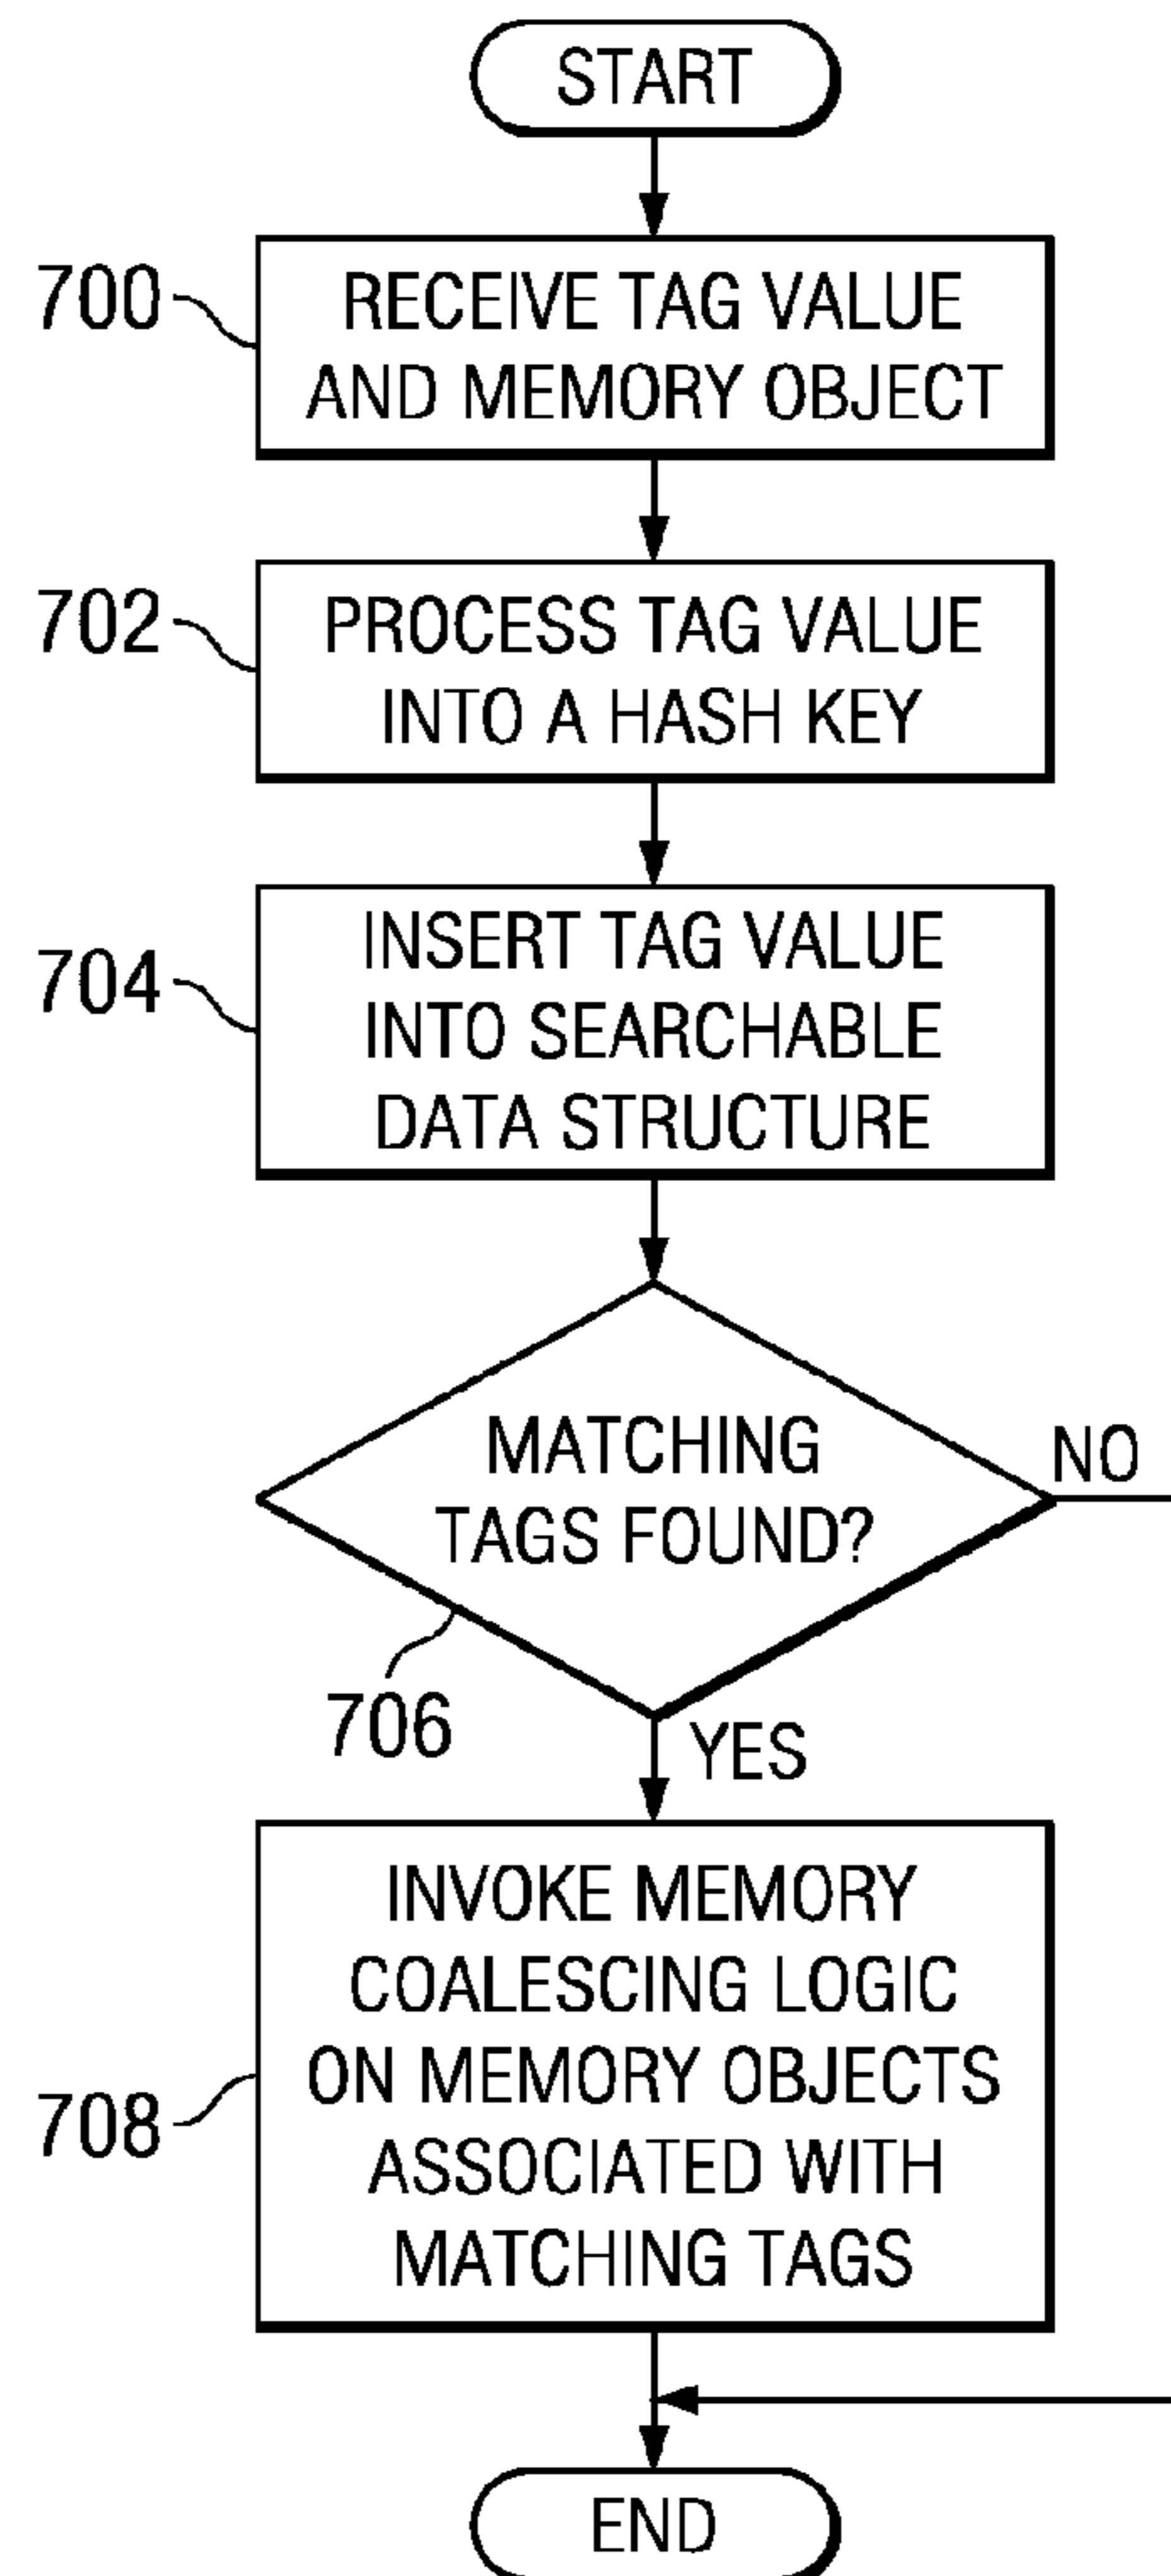 START
700
RECEIVE TAG VALUE
AND MEMORY OBJECT
702
PROCESS TAG VALUE
INTO A HASH KEY
704
INSERT TAG VALUE
INTO SEARCHABLE
DATA STRUCTURE
MATCHING
TAGS FOUND?
NO
706
YES
708
INVOKE MEMORY
COALESCING LOGIC
ON MEMORY OBJECTS
ASSOCIATED WITH
MATCHING TAGS
END